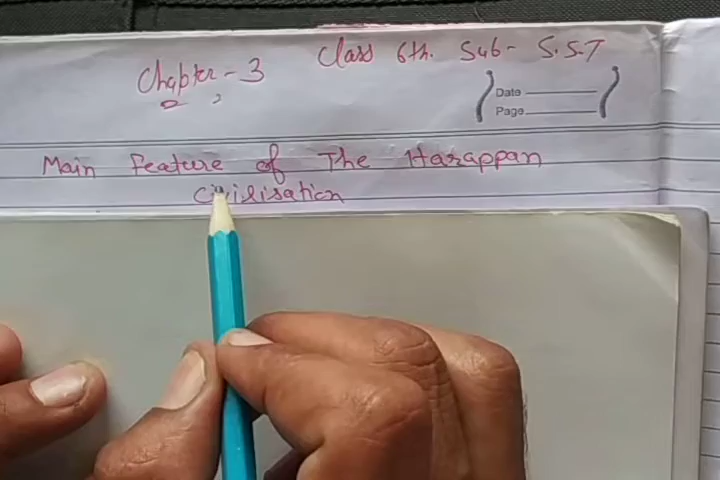 Chapter-3 Class 6th. Sub- S.S.T
Date
Page
Main Feature of The Harappan
Civilisation